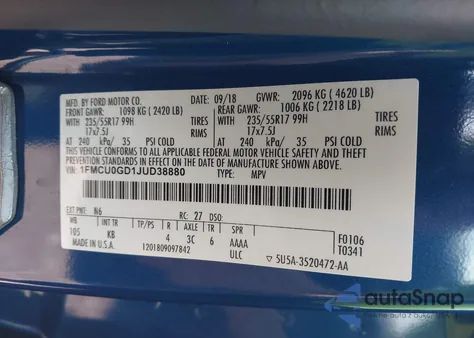 MFD. BY FORD MOTOR CO. 09/18 GVWR: 2096 KG ( 4620 LB)
FRONT GAWR: 1098 KG ( 2420 LB) REAR GAWR: 1006 KG ( 2218 LB)
235/55R17 99H TIRES 235/55R17 99H TIRES
17x7.5J RIMS 17x7.5J RIMS
AT 240 kPa/ 35 PSI COLD AT 240 kPa/ 35 PSI COLD
THIS VEHICLE CONFORMS TO ALL APPLICABLE FEDERAL MOTOR VEHICLE
SAFETY AND THEFT PREVENTION STANDARDS IN EFFECT ON THE
DATE OF MANUFACTURE SHOWN ABOVE.
VIN: 1FMCU0GD1JUD38880 TYPE: MPV
EXT PNT: N6 RC: 27 DSO:
WB INT TR TP/PS R AXLE TR SPR F0106
105 KB 4 3C 6 AAAA T0341
MADE IN U.S.A. 1201809097842 ULC 5U5A-3520472-AA
autaSnap